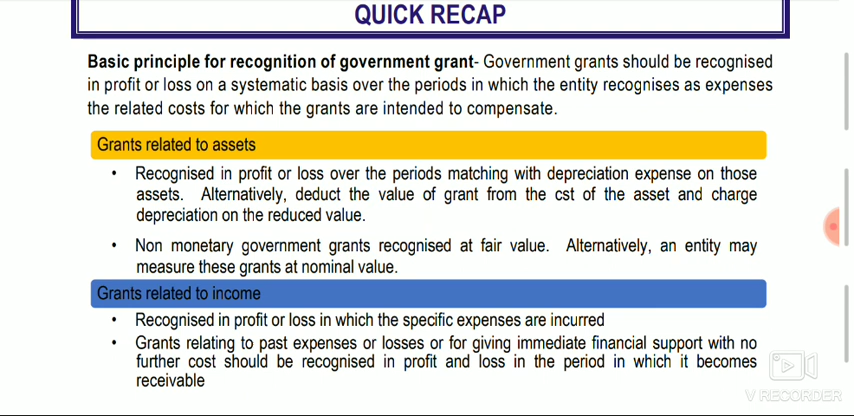 QUICK RECAP
Basic principle for recognition of government grant- Government grants should be recognised
in profit or loss on a systematic basis over the periods in which the entity recognises as expenses
the related costs for which the grants are intended to compensate.
Grants related to assets
• Recognised in profit or loss over the periods matching with depreciation expense on those
assets. Alternatively, deduct the value of grant from the cst of the asset and charge
depreciation on the reduced value.
• Non monetary government grants recognised at fair value. Alternatively, an entity may
measure these grants at nominal value.
Grants related to income
• Recognised in profit or loss in which the specific expenses are incurred
• Grants relating to past expenses or losses or for giving immediate financial support with no
further cost should be recognised in profit and loss in the period in which it becomes
receivable
V RECORDER